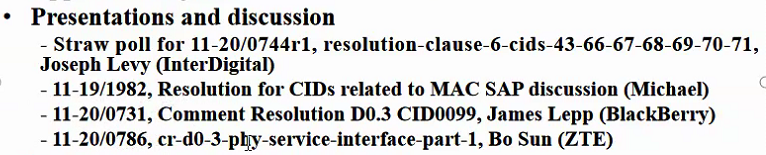 • Presentations and discussion
- Straw poll for 11-20/0744r1, resolution-clause-6-cids-43-66-67-68-69-70-71,
Joseph Levy (InterDigital)
- 11-19/1982, Resolution for CIDs related to MAC SAP discussion (Michael)
- 11-20/0731, Comment Resolution D0.3 CID0099, James Lepp (BlackBerry)
- 11-20/0786, cr-d0-3-phy-service-interface-part-1, Bo Sun (ZTE)